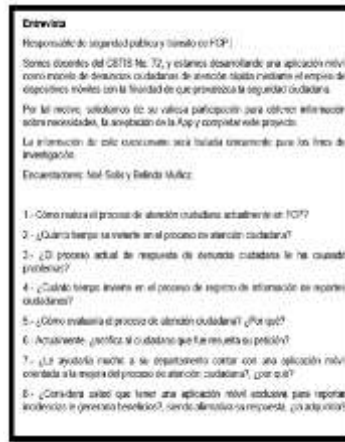 Entrevista
Responsable de seguridad pública y tránsito de FCP
Somos docentes del CBTIS No. 72, y estamos desarrollando una aplicación móvil
como modelo de denuncias ciudadanas de atención rápida mediante el empleo de
dispositivos móviles con la finalidad de que prevalezca la seguridad ciudadana.
Por tal motivo, solicitamos de su valiosa participación para obtener información
sobre necesidades, la aceptación de la App y completar este proyecto.
La información de este cuestionario será tratada únicamente para los fines de
investigación.
Encuestadores: Noé Solís y Belinda Muñoz
1.- Cómo realiza el proceso de atención ciudadana actualmente en FCP?
2.- ¿Cuánto tiempo se invierte en el proceso de atención ciudadana?
3.- ¿El proceso actual de respuesta de denuncia ciudadana le ha causado
problemas?
4.- ¿Cuánto tiempo invierte en el proceso de registro de información de reportes
ciudadanos?
5.- ¿Cómo evaluaría el proceso de atención ciudadana? ¿Por qué?
6.- Actualmente, ¿notifica al ciudadano que fue resuelta su petición?
7.- ¿Le ayudaría mucho a su departamento contar con una aplicación móvil
orientada a la mejora del proceso de atención ciudadana?, ¿por qué?
8.- ¿Considera usted que tener una aplicación móvil exclusiva para reportar
incidencias le generaría beneficios?, siendo afirmativa su respuesta, ¿la adquiriría?